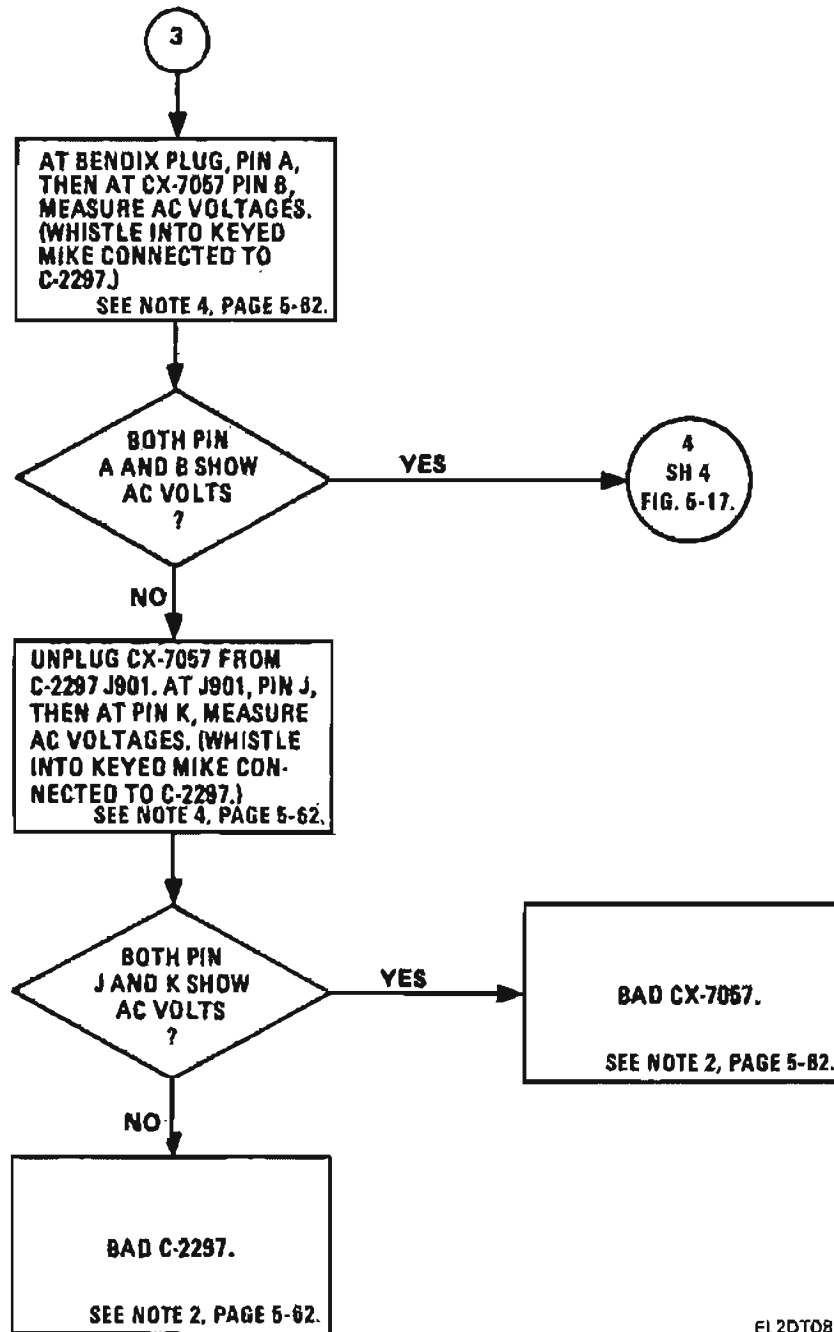 3
AT BENDIX PLUG, PIN A,
THEN AT CX-7057 PIN B,
MEASURE AC VOLTAGES.
(WHISTLE INTO KEYED
MIKE CONNECTED TO
C-2297.)
SEE NOTE 4, PAGE 5-62.
BOTH PIN
A AND B SHOW
AC VOLTS
?
YES
4
SH 4
FIG. 5-17.
NO
UNPLUG CX-7057 FROM
C-2297 J901. AT J901, PIN J,
THEN AT PIN K, MEASURE
AC VOLTAGES. (WHISTLE
INTO KEYED MIKE CON-
NECTED TO C-2297.)
SEE NOTE 4, PAGE 5-62.
BOTH PIN
J AND K SHOW
AC VOLTS
?
YES
BAD CX-7057.
SEE NOTE 2, PAGE 5-62.
NO
BAD C-2297.
SEE NOTE 2, PAGE 5-62.
EL2DT08